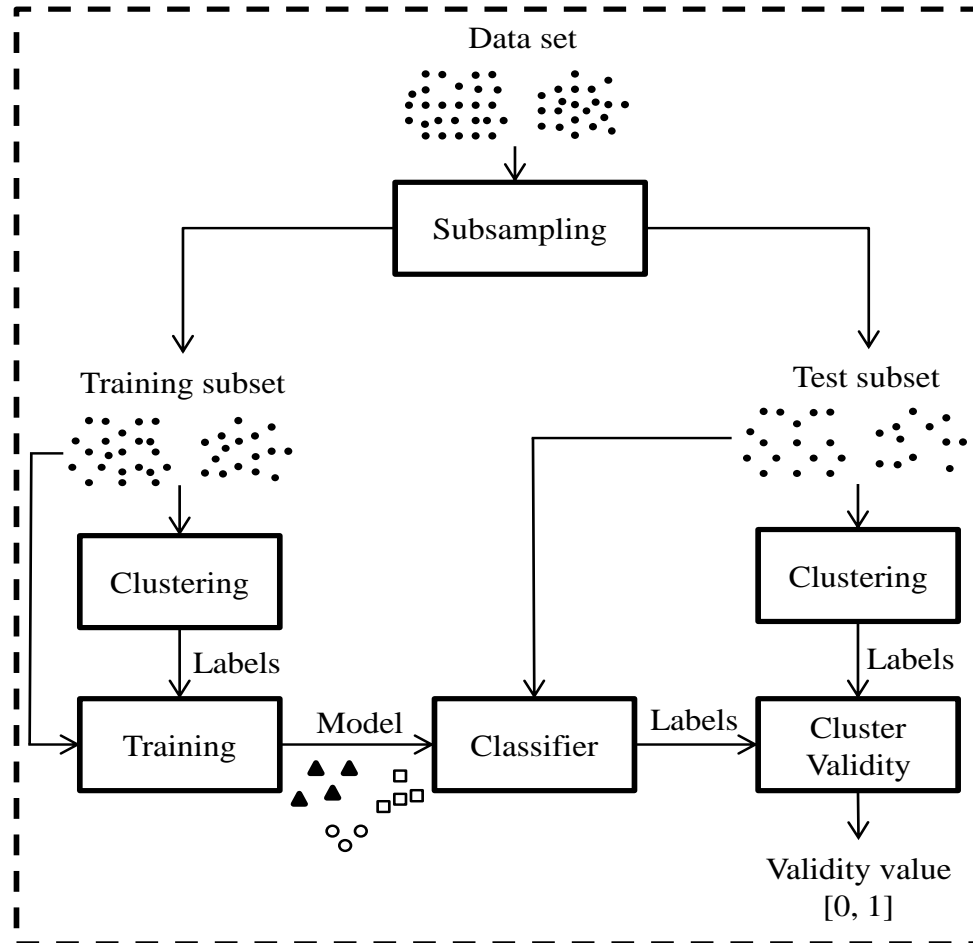 Data set
Subsampling
Training subset
Test subset
Clustering
Clustering
Labels
Labels
Training
Model
Classifier
Labels
Cluster
Validity
Validity value
[0, 1]